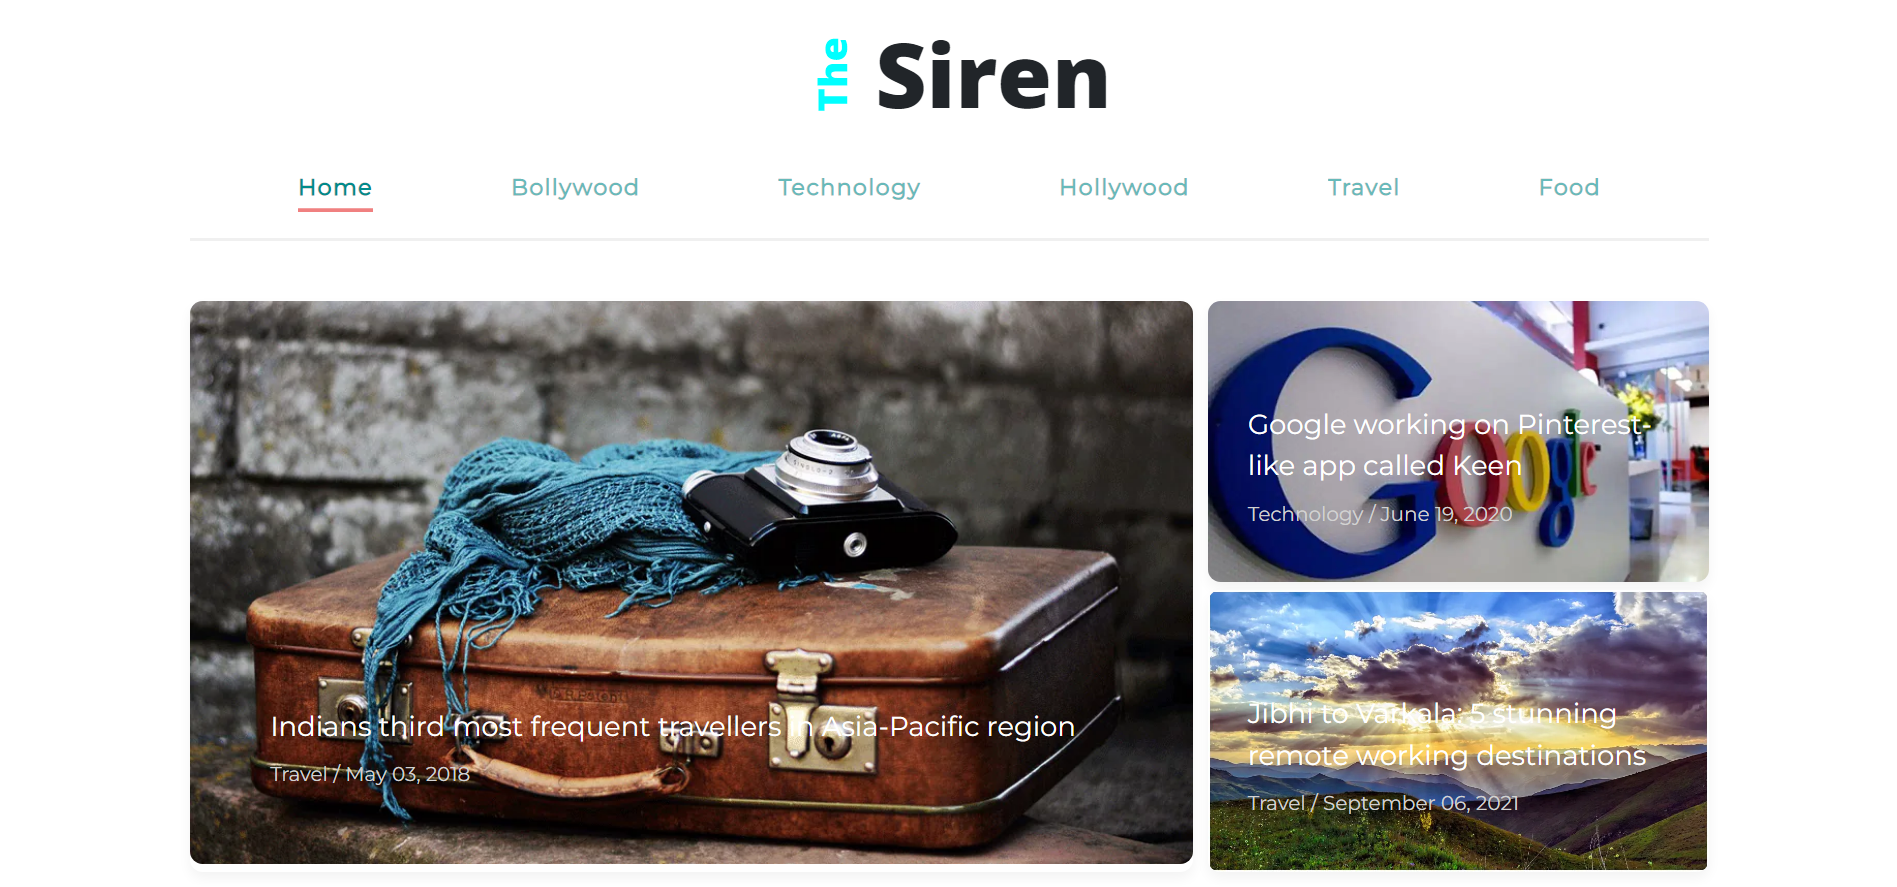 The Siren
Home Bollywood Technology Hollywood Travel Food
Indians third most frequent travellers in Asia-Pacific region
Travel / May 03, 2018
Google working on Pinterest-
like app called Keen
Technology / June 19, 2020
Google
Jibhi to Varkala: 5 stunning
remote working destinations
Travel / September 06, 2021